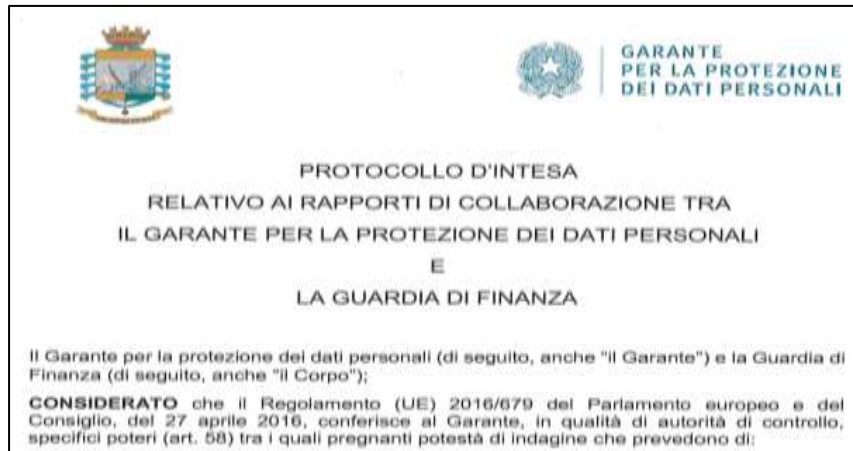 GARANTE
PER LA PROTEZIONE
DEI DATI PERSONALI
PROTOCOLLO D'INTESA
RELATIVO AI RAPPORTI DI COLLABORAZIONE TRA
IL GARANTE PER LA PROTEZIONE DEI DATI PERSONALI
E
LA GUARDIA DI FINANZA
Il Garante per la protezione dei dati personali (di seguito, anche "il Garante") e la Guardia di
Finanza (di seguito, anche "il Corpo");
CONSIDERATO che il Regolamento (UE) 2016/679 del Parlamento europeo e del
Consiglio, del 27 aprile 2016, conferisce al Garante, in qualità di autorità di controllo,
specifici poteri (art. 58) tra i quali pregnanti potestà di indagine che prevedono di: